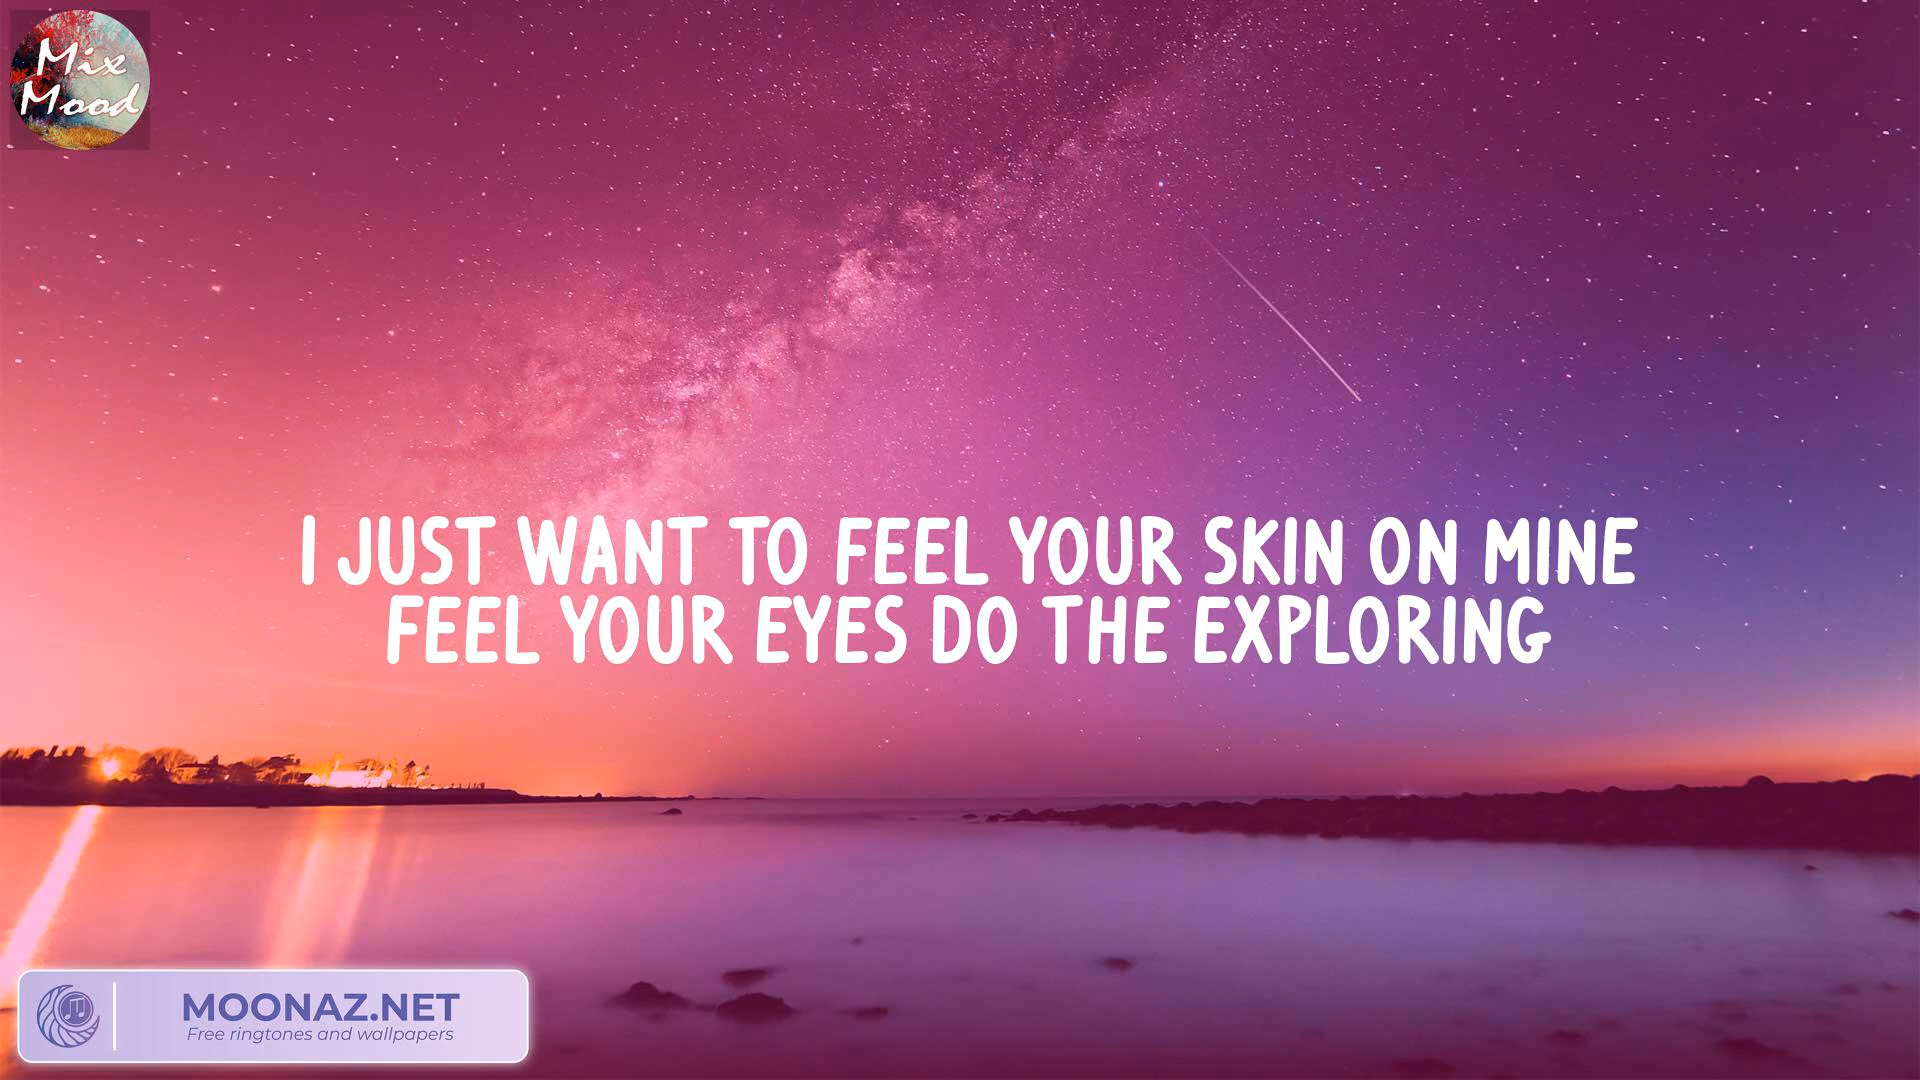 Mix
Mood
I JUST WANT TO FEEL YOUR SKIN ON MINE
FEEL YOUR EYES DO THE EXPLORING
MOONAZ.NET
Free ringtones and wallpapers